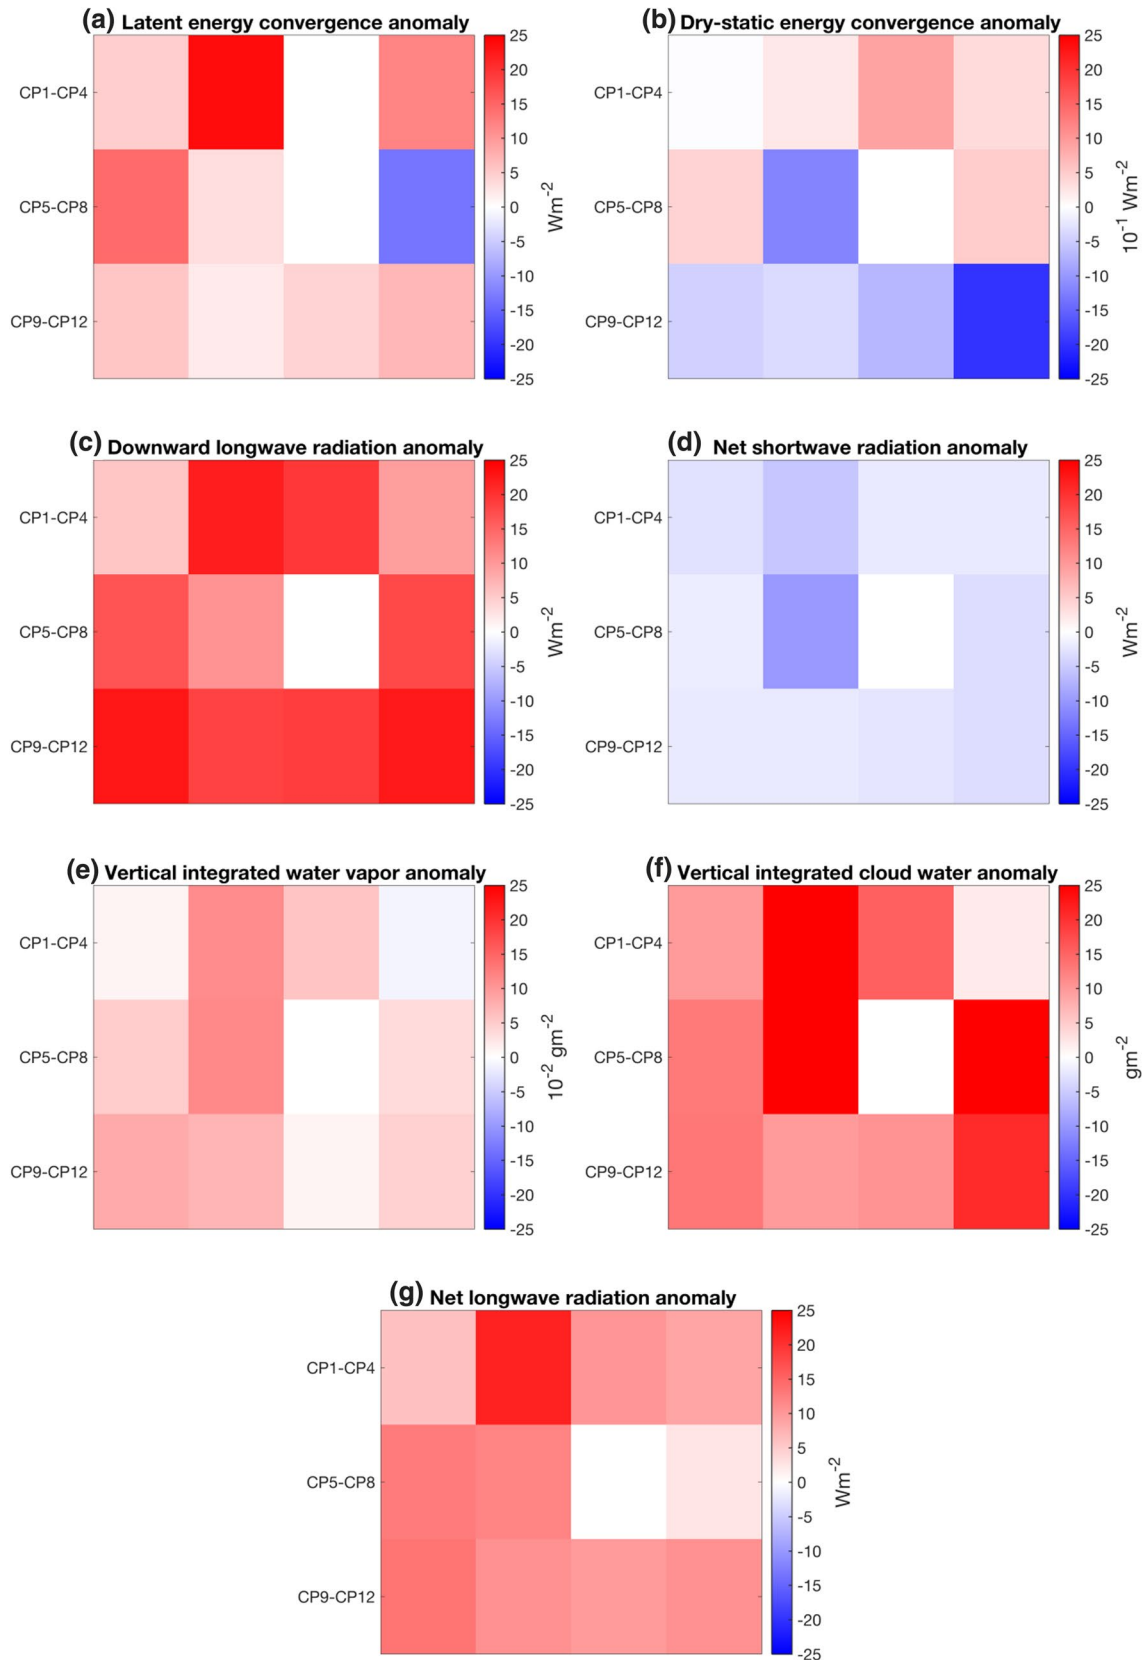 (a) Latent energy convergence anomaly
CP1-CP4
CP5-CP8
CP9-CP12
25
20
15
10
5
0
-5
-10
-15
-20
-25
Wm-2
(b) Dry-static energy convergence anomaly
CP1-CP4
CP5-CP8
CP9-CP12
25
20
15
10
5
0
-5
-10
-15
-20
-25
10-1 Wm-2
(c) Downward longwave radiation anomaly
CP1-CP4
CP5-CP8
CP9-CP12
25
20
15
10
5
0
-5
-10
-15
-20
-25
Wm-2
(d) Net shortwave radiation anomaly
CP1-CP4
CP5-CP8
CP9-CP12
25
20
15
10
5
0
-5
-10
-15
-20
-25
Wm-2
(e) Vertical integrated water vapor anomaly
CP1-CP4
CP5-CP8
CP9-CP12
25
20
15
10
5
0
-5
-10
-15
-20
-25
10-2 gm-2
(f) Vertical integrated cloud water anomaly
CP1-CP4
CP5-CP8
CP9-CP12
25
20
15
10
5
0
-5
-10
-15
-20
-25
gm-2
(g) Net longwave radiation anomaly
CP1-CP4
CP5-CP8
CP9-CP12
25
20
15
10
5
0
-5
-10
-15
-20
-25
Wm-2